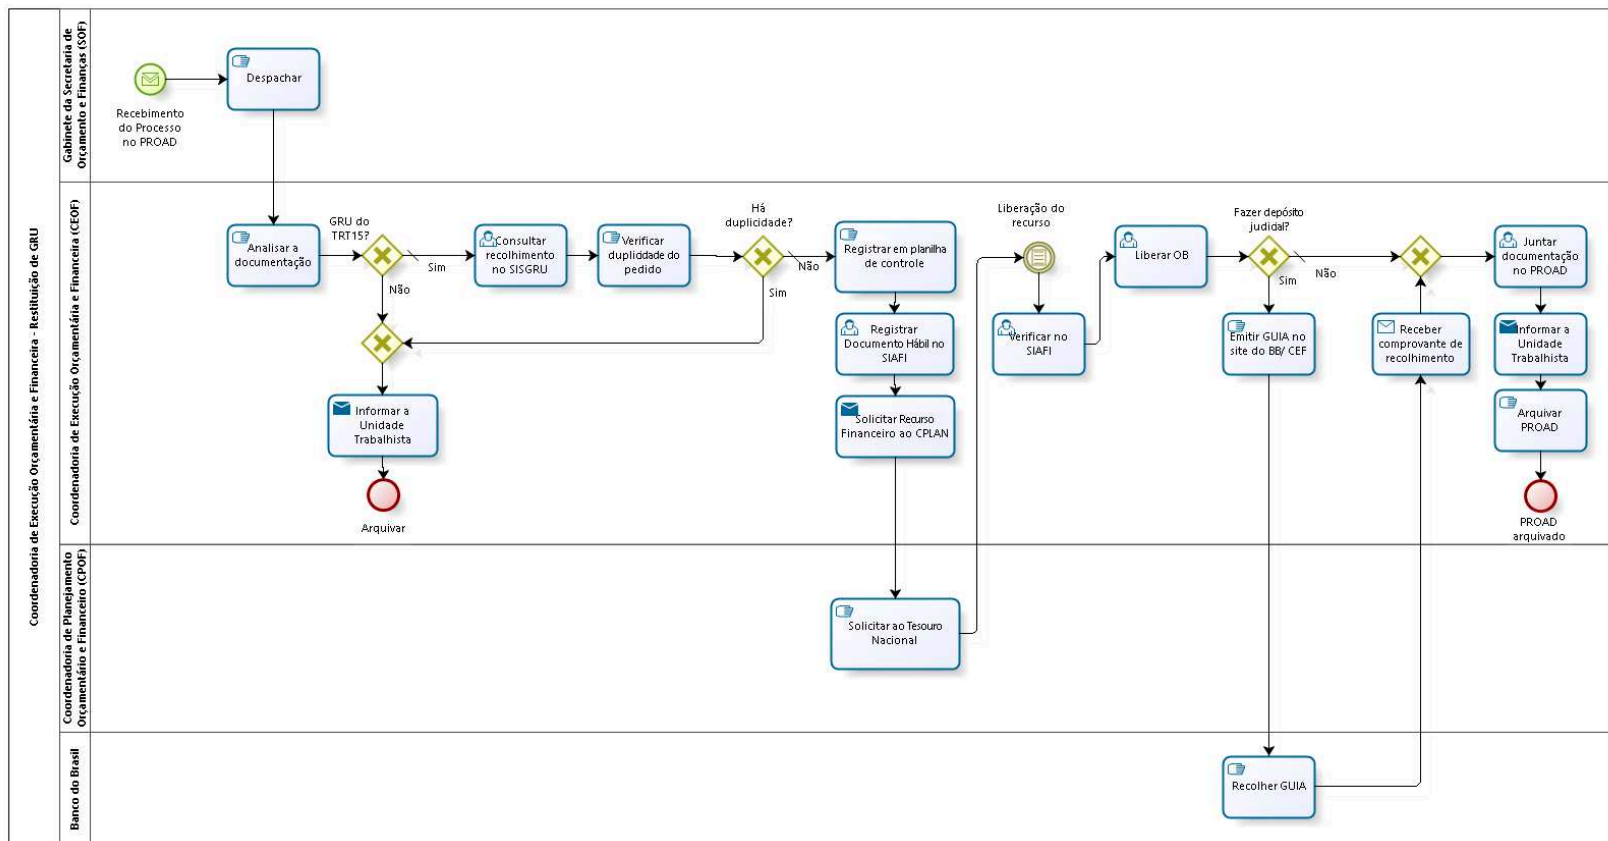 Coordenadoria de Execução Orçamentária e Financeira - Restituição de GRU
Gabinete da Secretaria de
Orçamento e Finanças (SOF)
Recebimento
do Processo
no PROAD
Despachar
Coordenadoria de Execução Orçamentária e Financeira (CEOF)
Analisar a
documentação
GRU do
TRT15?
Sim
Não
Consultar
recolhimento
no SISGRU
Verificar
duplicidade do
pedido
Há
duplicidade?
Não
Sim
Informar a
Unidade
Trabalhista
Arquivar
Registrar em planilha
de controle
Registrar
Documento Hábil no
SIAFI
Solicitar Recurso
Financeiro ao CPLAN
Liberação do
recurso
Verificar no
SIAFI
Liberar OB
Fazer depósito
judicial?
Não
Sim
Emitir GUIA no
site do BB/ CEF
Receber
comprovante de
recolhimento
Juntar
documentação
no PROAD
Informar a
Unidade
Trabalhista
Arquivar
PROAD
PROAD
arquivado
Coordenadoria de Planejamento
Orçamentário e Financeiro (CPOF)
Solicitar ao Tesouro
Nacional
Banco do Brasil
Recolher GUIA